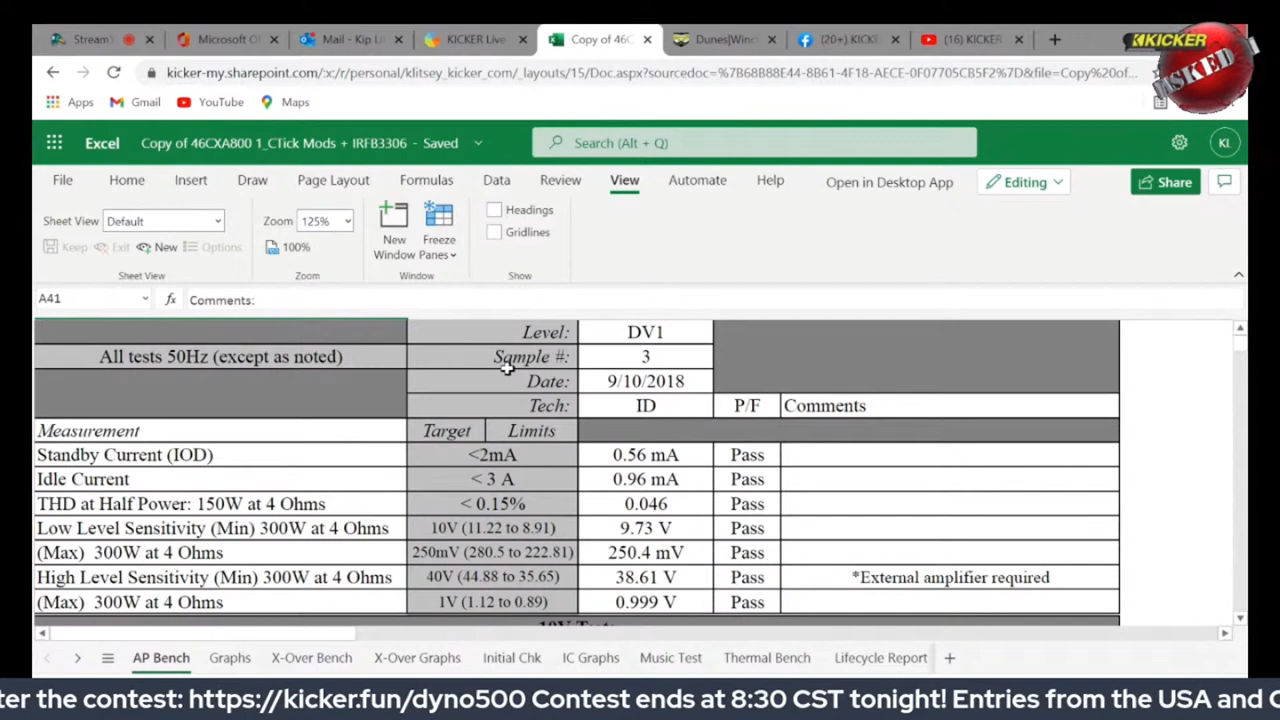 StreamY
Microsoft Of
Mail - Kip L
KICKER Live
Copy of 46C
Dunes|Wind
(20+) KICKE
(16) KICKER
KICKER
ASKED
kicker-my.sharepoint.com/:x:/r/personal/klitsey_kicker_com/_layouts/15/Doc.aspx?sourcedoc=%7B68B88E44-8B61-4F18-AECE-0F07705CB5F2%7D&file=Copy%20of...
Apps Gmail YouTube Maps
Excel Copy of 46CXA800 1_CTick Mods + IRFB3306 - Saved Search (Alt + Q) KL
File Home Insert Draw Page Layout Formulas Data Review View Automate Help Open in Desktop App Editing Share
Sheet View Default Zoom 125% Headings
Keep Exit New Options 100% New Window Freeze Panes Gridlines
Sheet View Zoom Window Show
A41 fx Comments:
Level: DV1
All tests 50Hz (except as noted) Sample #: 3
Date: 9/10/2018
Tech: ID P/F Comments
Measurement Target Limits
Standby Current (IOD) <2mA 0.56 mA Pass
Idle Current < 3 A 0.96 mA Pass
THD at Half Power: 150W at 4 Ohms < 0.15% 0.046 Pass
Low Level Sensitivity (Min) 300W at 4 Ohms 10V (11.22 to 8.91) 9.73 V Pass
(Max) 300W at 4 Ohms 250mV (280.5 to 222.81) 250.4 mV Pass
High Level Sensitivity (Min) 300W at 4 Ohms 40V (44.88 to 35.65) 38.61 V Pass *External amplifier required
(Max) 300W at 4 Ohms 1V (1.12 to 0.89) 0.999 V Pass
AP Bench Graphs X-Over Bench X-Over Graphs Initial Chk IC Graphs Music Test Thermal Bench Lifecycle Report
ter the contest: https://kicker.fun/dyno500 Contest ends at 8:30 CST tonight! Entries from the USA and C